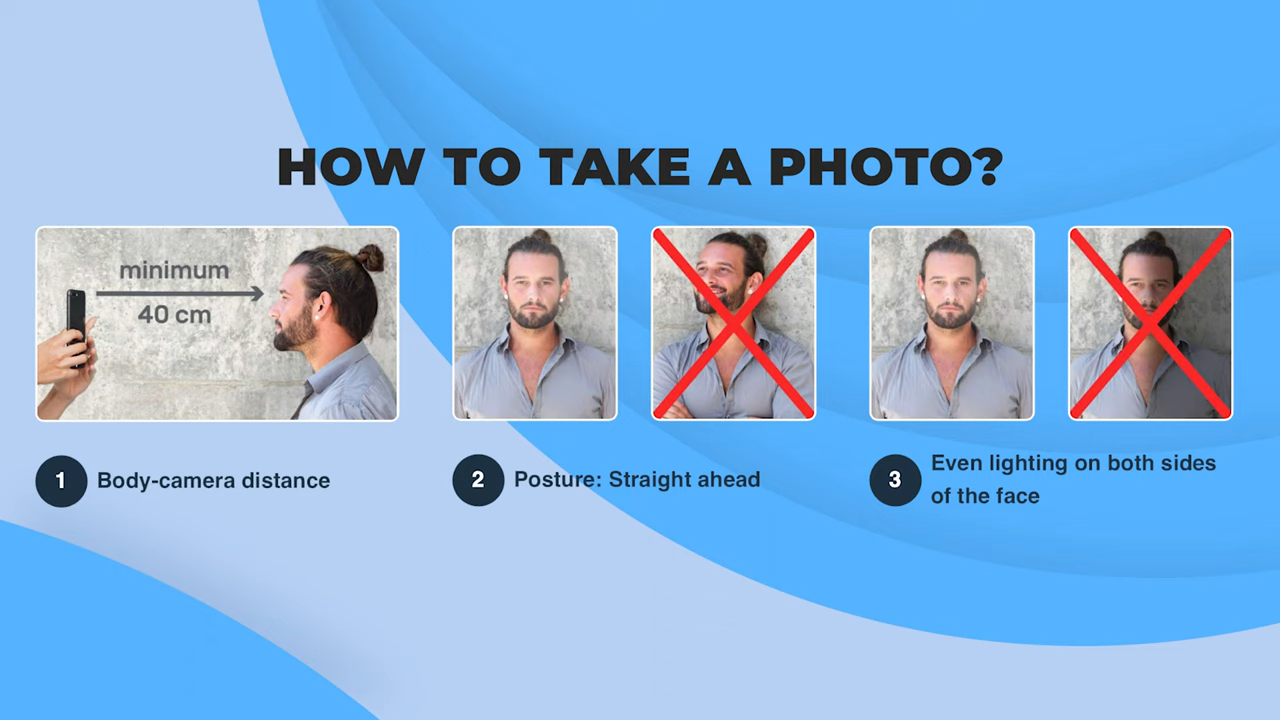 HOW TO TAKE A PHOTO?
minimum
40 cm
1 Body-camera distance
2 Posture: Straight ahead
3 Even lighting on both sides
of the face